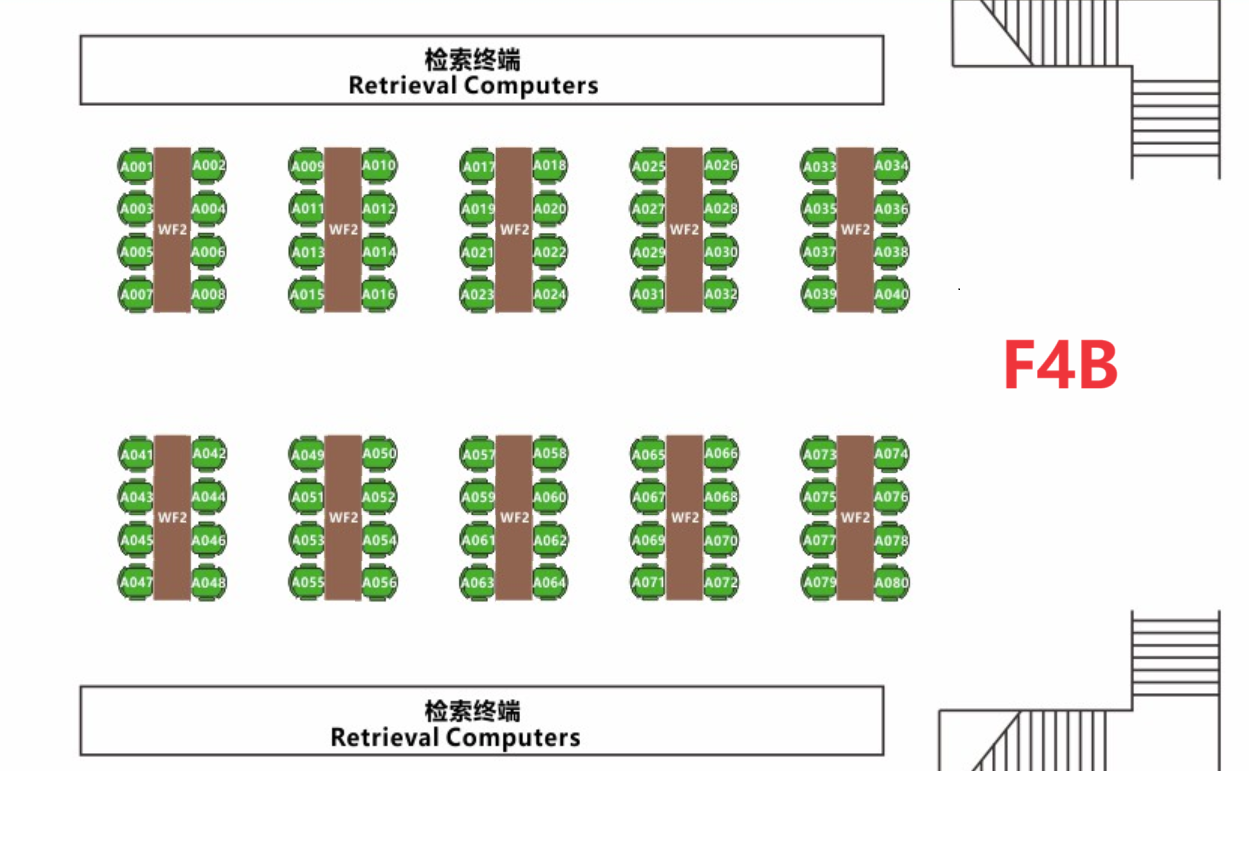 检索终端
Retrieval Computers
A001 A002 A009 A010 A017 A018 A025 A026 A033 A034
A003 A004 A011 A012 A019 A020 A027 A028 A035 A036
WF2 WF2 WF2 WF2 WF2
A005 A006 A013 A014 A021 A022 A029 A030 A037 A038
A007 A008 A015 A016 A023 A024 A031 A032 A039 A040
F4B
A041 A042 A049 A050 A057 A058 A065 A066 A073 A074
A043 A044 A051 A052 A059 A060 A067 A068 A075 A076
WF2 WF2 WF2 WF2 WF2
A045 A046 A053 A054 A061 A062 A069 A070 A077 A078
A047 A048 A055 A056 A063 A064 A071 A072 A079 A080
检索终端
Retrieval Computers